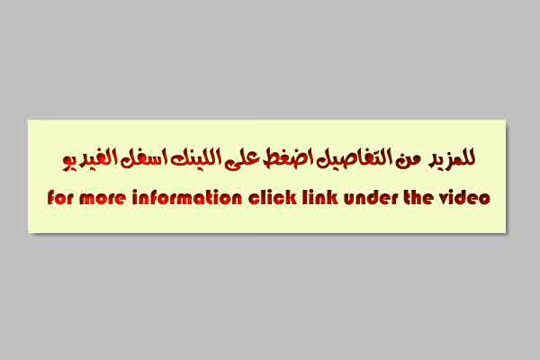 للمزيد من التفاصيل اضغط على اللينك اسفل الفيديو
for more information click link under the video